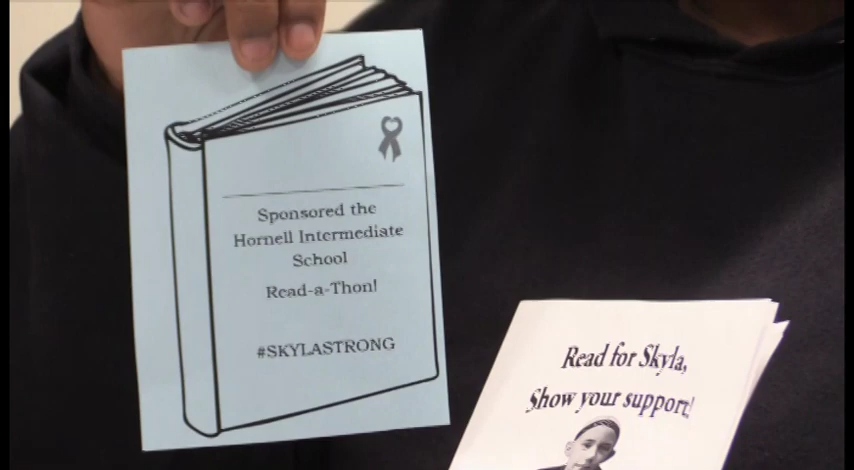 Sponsored the
Hornell Intermediate
School
Read-a-Thon!
#SKYLASTRONG
Read for Skyla,
Show your support!